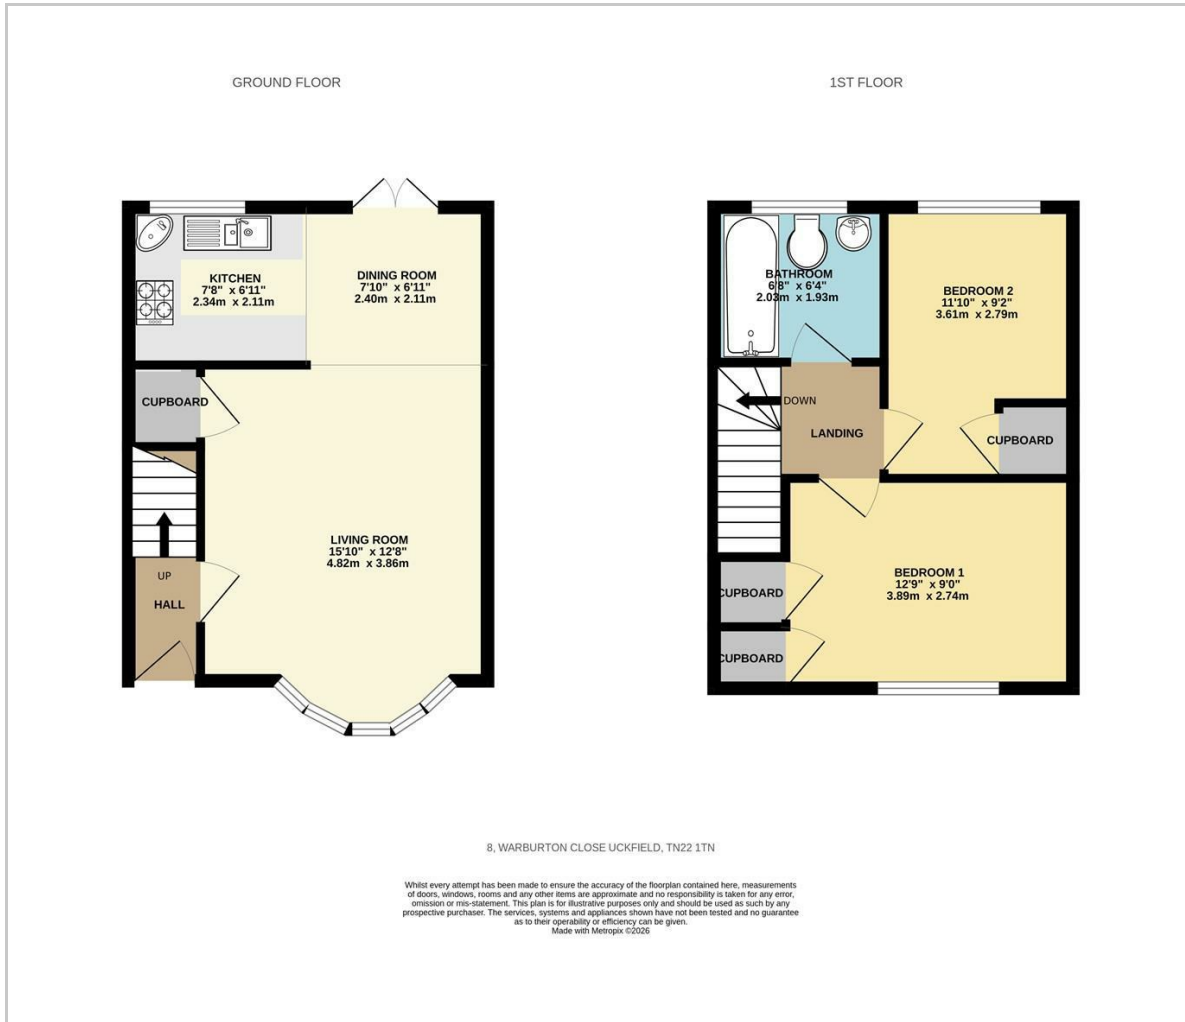 GROUND FLOOR
KITCHEN
7'8" x 6'11"
2.34m x 2.11m
DINING ROOM
7'10" x 6'11"
2.40m x 2.11m
CUPBOARD
LIVING ROOM
15'10" x 12'8"
4.82m x 3.86m
UP
HALL
1ST FLOOR
BATHROOM
6'8" x 6'4"
2.03m x 1.93m
BEDROOM 2
11'10" x 9'2"
3.61m x 2.79m
DOWN
LANDING
CUPBOARD
BEDROOM 1
12'9" x 9'0"
3.89m x 2.74m
CUPBOARD
CUPBOARD
8, WARBURTON CLOSE UCKFIELD, TN22 1TN
Whilst every attempt has been made to ensure the accuracy of the floorplan contained here, measurements
of doors, windows, rooms and any other items are approximate and no responsibility is taken for any error,
omission or mis-statement. This plan is for illustrative purposes only and should be used as such by any
prospective purchaser. The services, systems and appliances shown have not been tested and no guarantee
as to their operability or efficiency can be given.
Made with Metropix ©2026